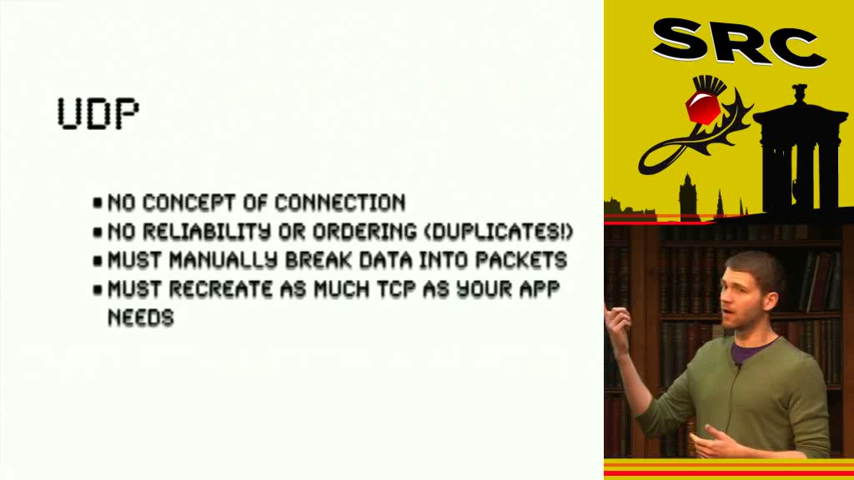 UDP
NO CONCEPT OF CONNECTION
NO RELIABILITY OR ORDERING (DUPLICATES!)
MUST MANUALLY BREAK DATA INTO PACKETS
MUST RECREATE AS MUCH TCP AS YOUR APP
NEEDS
SRC